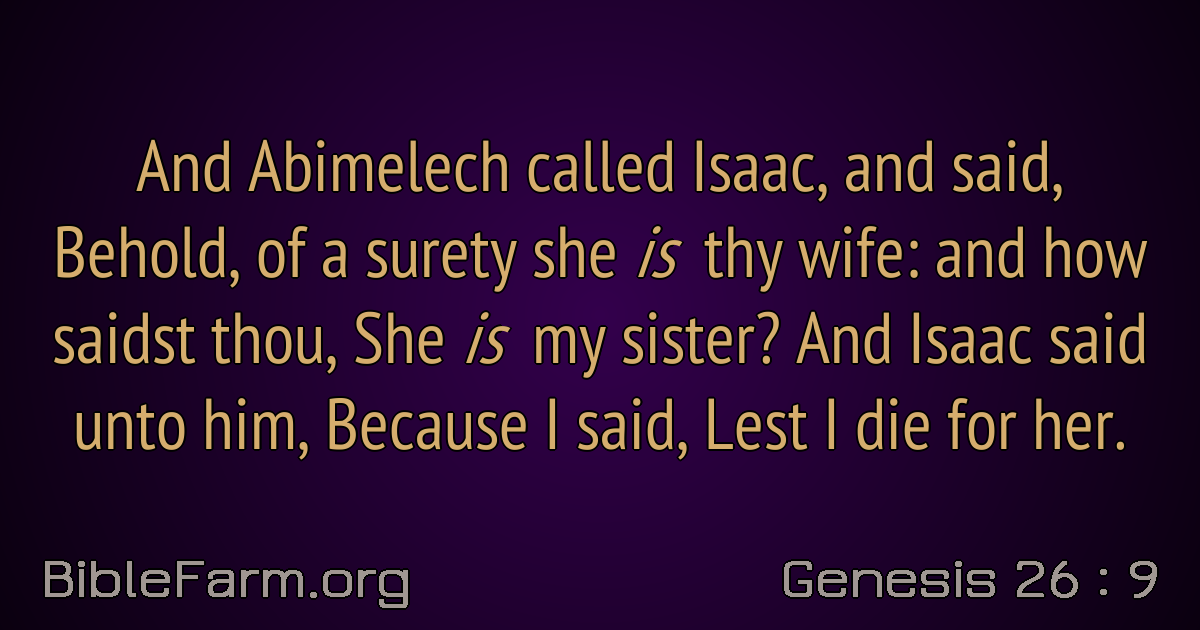 And Abimelech called Isaac, and said,
Behold, of a surety she is thy wife: and how
saidst thou, She is my sister? And Isaac said
unto him, Because I said, Lest I die for her.
BibleFarm.org
Genesis 26 : 9